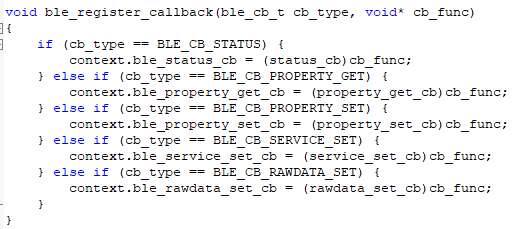 void ble_register_callback(ble_cb_t cb_type, void* cb_func)
{
    if (cb_type == BLE_CB_STATUS) {
        context.ble_status_cb = (status_cb)cb_func;
    } else if (cb_type == BLE_CB_PROPERTY_GET) {
        context.ble_property_get_cb = (property_get_cb)cb_func;
    } else if (cb_type == BLE_CB_PROPERTY_SET) {
        context.ble_property_set_cb = (property_set_cb)cb_func;
    } else if (cb_type == BLE_CB_SERVICE_SET) {
        context.ble_service_set_cb = (service_set_cb)cb_func;
    } else if (cb_type == BLE_CB_RAWDATA_SET) {
        context.ble_rawdata_set_cb = (rawdata_set_cb)cb_func;
    }
}